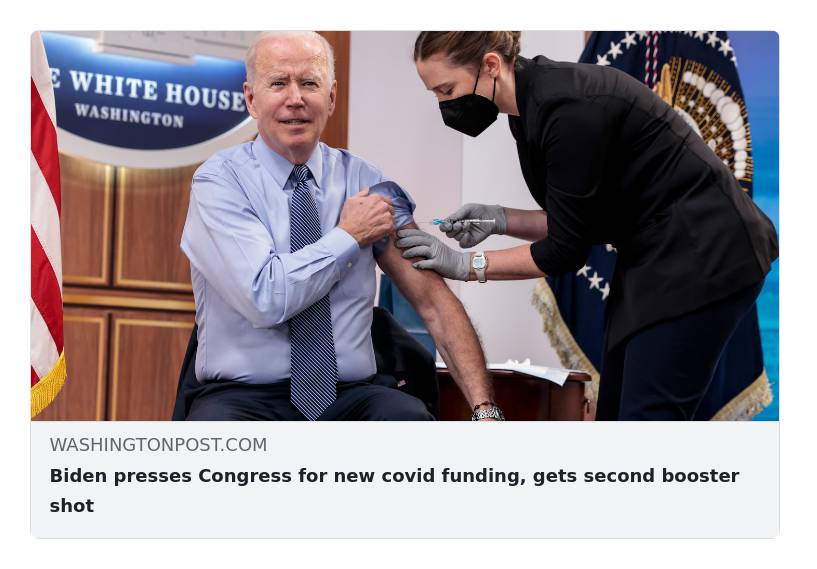 E WHITE HOUSE
WASHINGTON
WASHINGTONPOST.COM
Biden presses Congress for new covid funding, gets second booster
shot